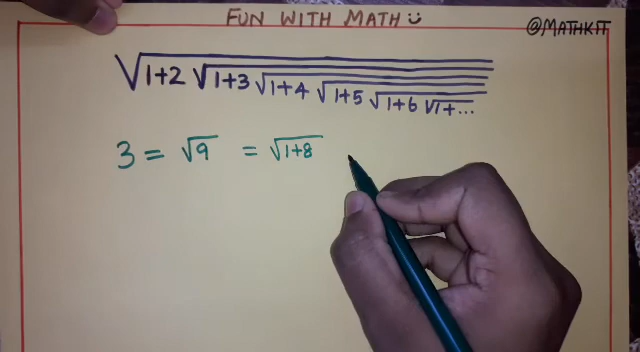 FUN WITH MATH ☺
@MATHKIT
√1+2 √1+3 √1+4 √1+5 √1+6 √1+...
3 = √9 = √1+8